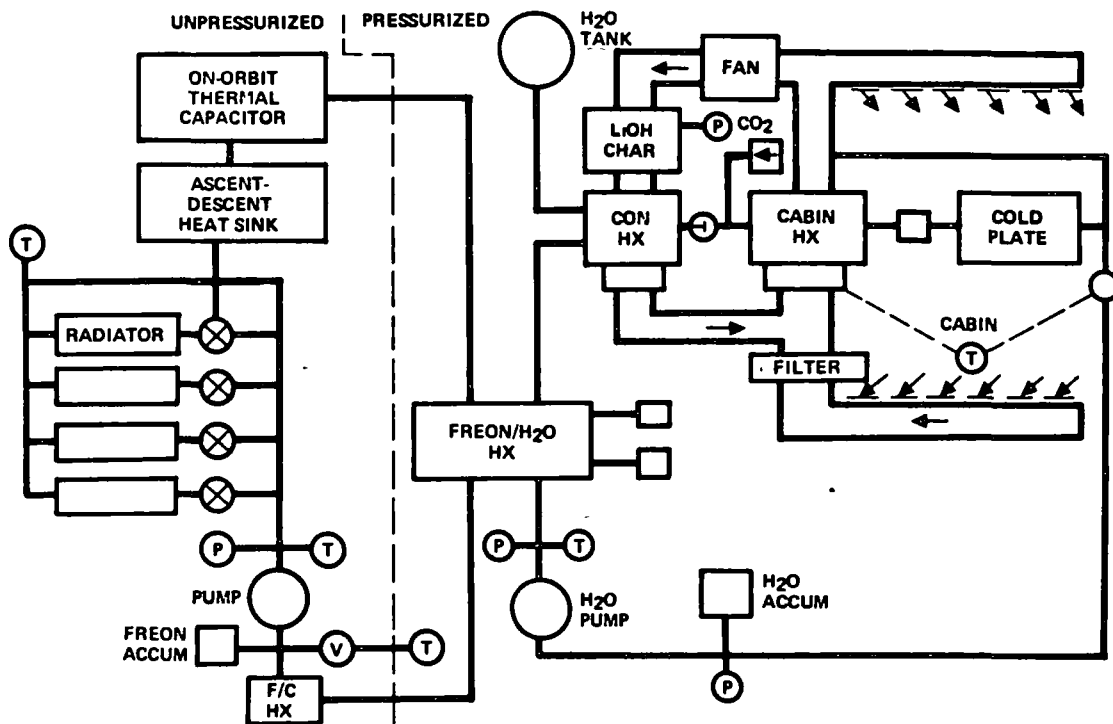 UNPRESSURIZED
PRESSURIZED
H2O
TANK
ON-ORBIT
THERMAL
CAPACITOR
FAN
LiOH
CHAR
P
CO2
ASCENT-
DESCENT
HEAT SINK
CON
HX
T
CABIN
HX
COLD
PLATE
T
RADIATOR
CABIN
T
FILTER
FREON/H2O
HX
P
T
P
T
PUMP
H2O
PUMP
H2O
ACCUM
FREON
ACCUM
V
T
F/C
HX
P